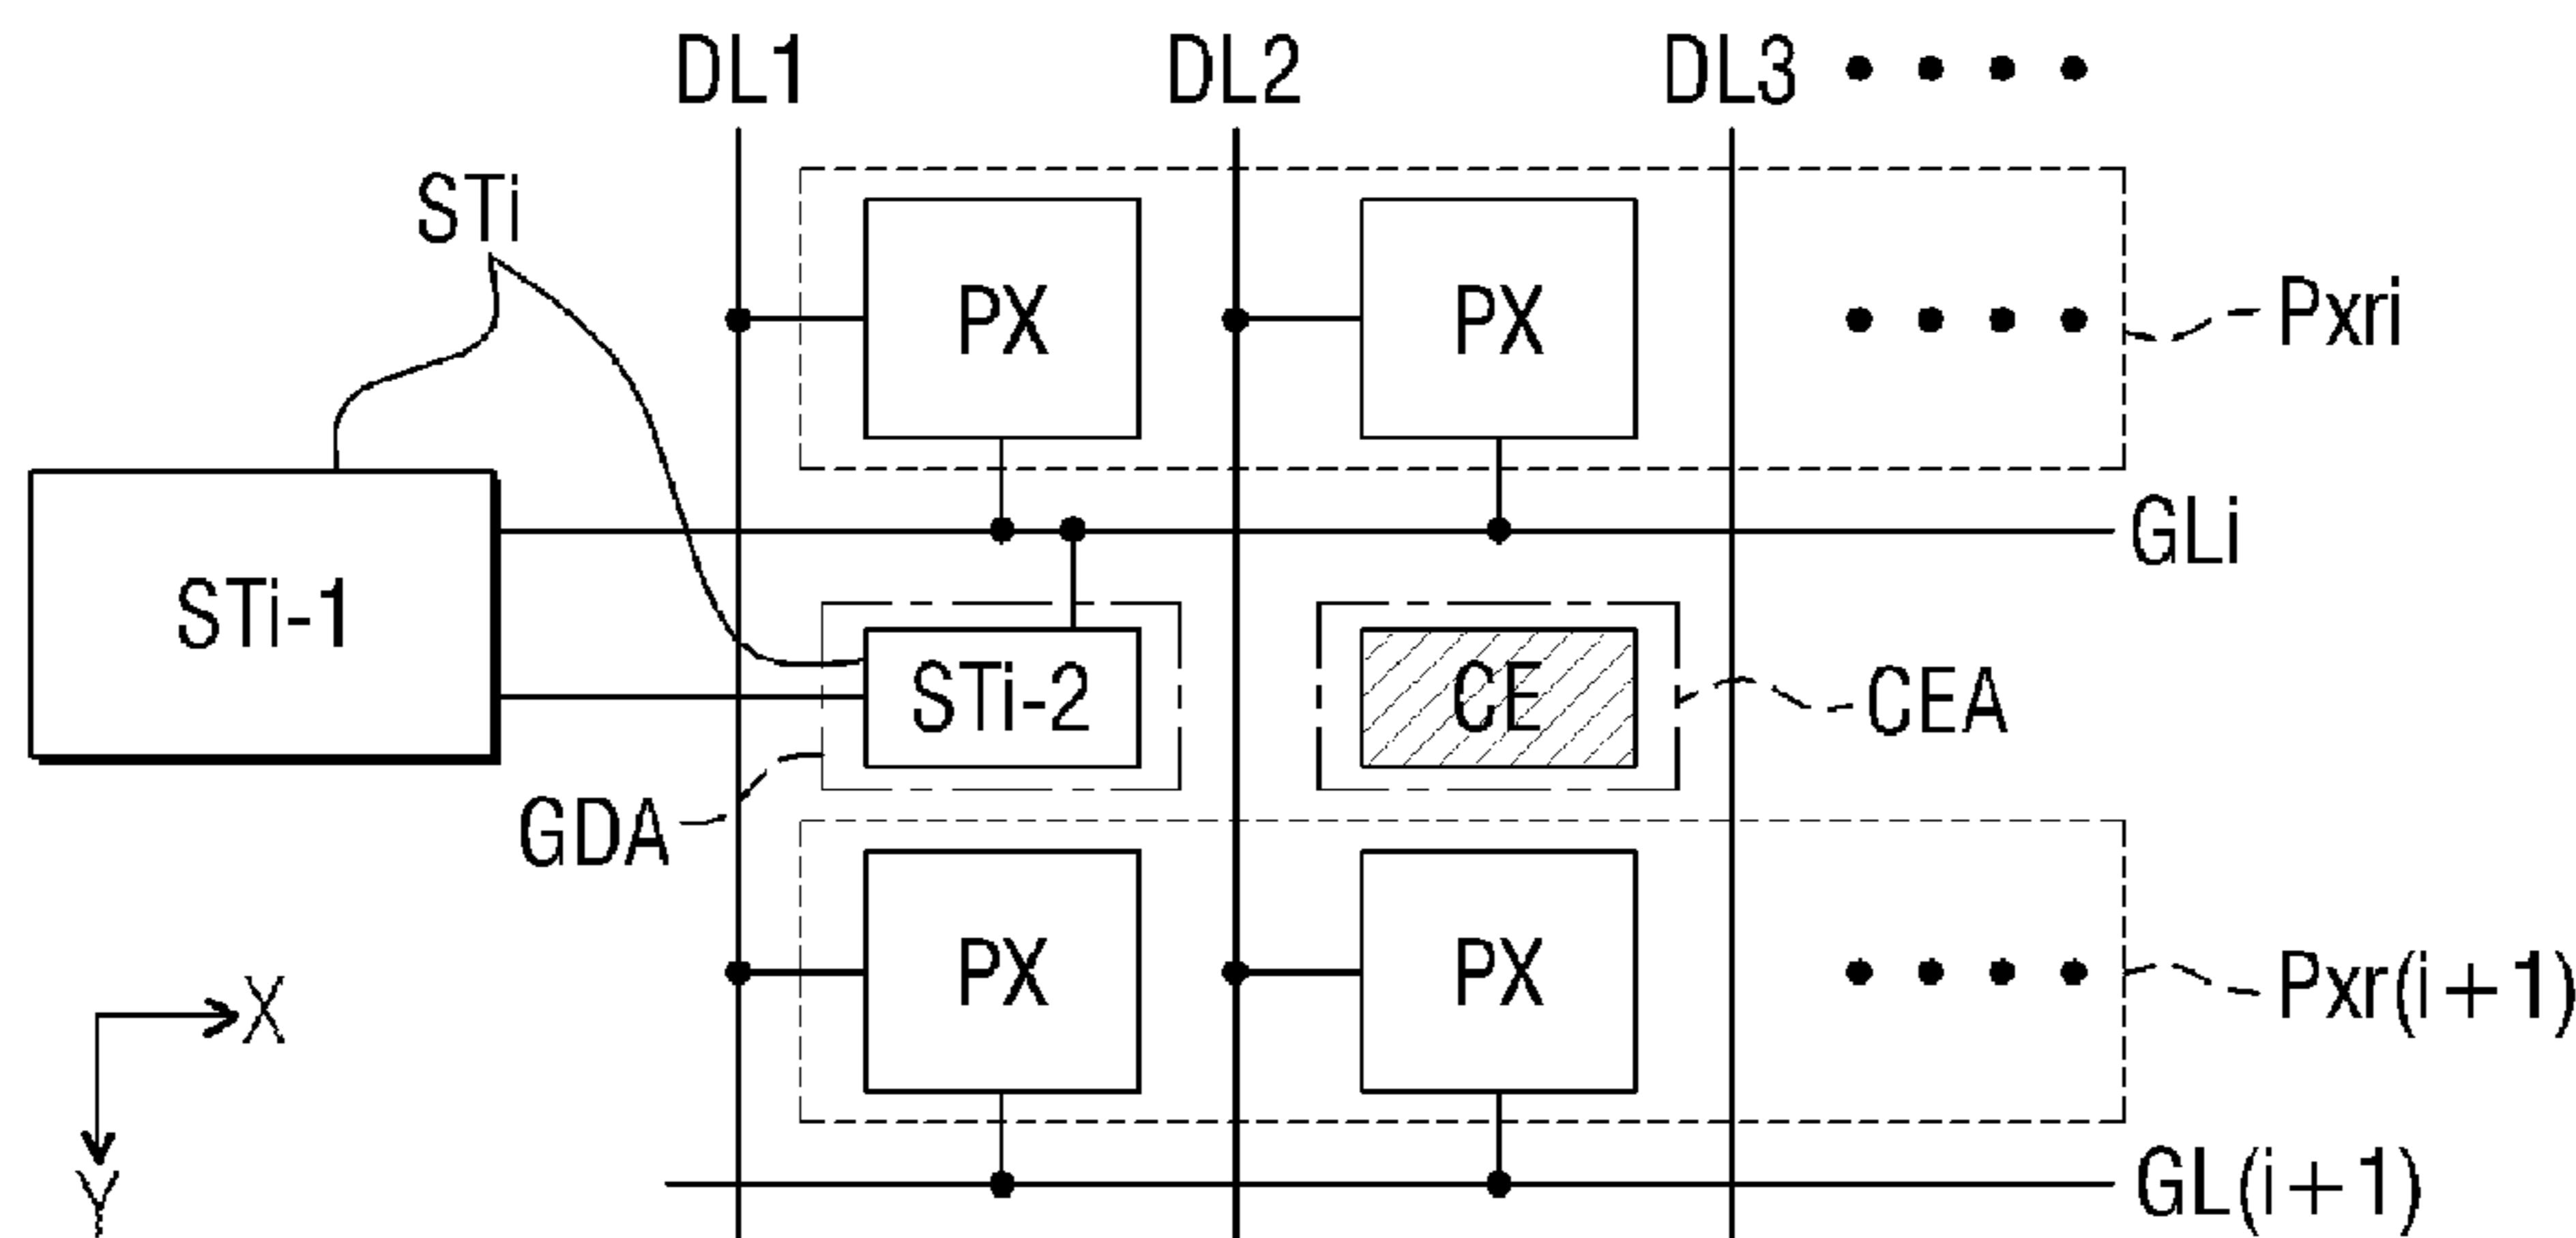 DL1 DL2 DL3
STi
PX PX Pxri
GLi
STi-1
STi-2 CE CEA
GDA
PX PX Pxr(i+1)
X
Y
GL(i+1)